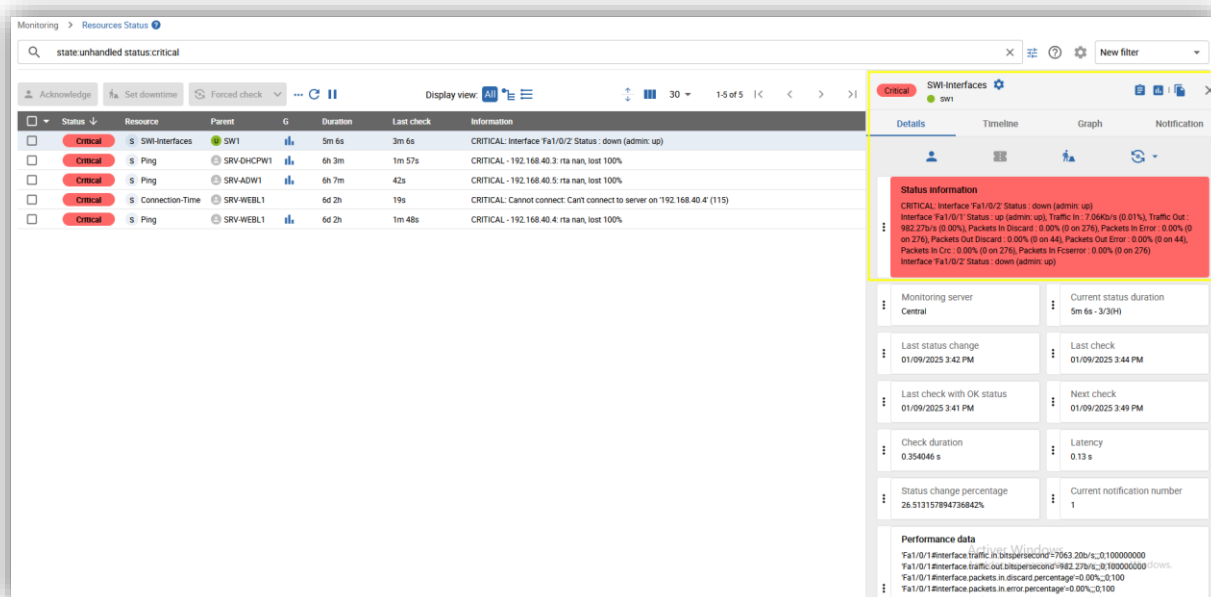 Monitoring > Resources Status
state:unhandled status:critical
New filter
Acknowledge Set downtime Forced check Display view: All 30 1-5 of 5
Status Resource Parent G Duration Last check Information
Critical S SWI-Interfaces U SW1 5m 6s 3m 6s CRITICAL: Interface 'Fa1/0/2' Status : down (admin: up)
Critical S Ping SRV-DHCPW1 6h 3m 1m 57s CRITICAL - 192.168.40.3: rta nan, lost 100%
Critical S Ping SRV-ADW1 6h 7m 42s CRITICAL - 192.168.40.5: rta nan, lost 100%
Critical S Connection-Time SRV-WEBL1 6d 2h 19s CRITICAL: Cannot connect: Can't connect to server on '192.168.40.4' (115)
Critical S Ping SRV-WEBL1 6d 2h 1m 48s CRITICAL - 192.168.40.4: rta nan, lost 100%
Critical SWI-Interfaces
SW1
Details Timeline Graph Notification
Status information
CRITICAL: Interface 'Fa1/0/2' Status : down (admin: up)
Interface 'Fa1/0/1' Status : up (admin: up), Traffic In : 7.06Kb/s (0.01%), Traffic Out :
982.27b/s (0.00%), Packets In Discard : 0.00% (0 on 276), Packets In Error : 0.00% (0
on 276), Packets Out Discard : 0.00% (0 on 44), Packets Out Error : 0.00% (0 on 44),
Packets In Crc : 0.00% (0 on 276), Packets In Fcserror : 0.00% (0 on 276)
Interface 'Fa1/0/2' Status : down (admin: up)
Monitoring server Current status duration
Central 5m 6s - 3/3(H)
Last status change Last check
01/09/2025 3:42 PM 01/09/2025 3:44 PM
Last check with OK status Next check
01/09/2025 3:41 PM 01/09/2025 3:49 PM
Check duration Latency
0.354046 s 0.13 s
Status change percentage Current notification number
26.513157894736842% 1
Performance data
Activer Windows
'Fa1/0/1#interface.traffic.in.bitspersecond'=7063.20b/s;;;0;100000000
'Fa1/0/1#interface.traffic.out.bitspersecond'=982.27b/s;;;0;100000000
'Fa1/0/1#interface.packets.in.discard.percentage'=0.00%;;;0;100
'Fa1/0/1#interface.packets.in.error.percentage'=0.00%;;;0;100